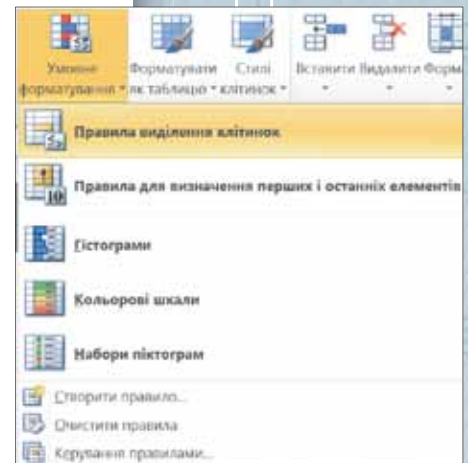 Умовне Форматувати Стилі Вставити Видалити Форм
форматування як таблицю клітинок
Правила виділення клітинок
Правила для визначення перших і останніх елементів
Гістограми
Кольорові шкали
Набори піктограм
Створити правило...
Очистити правила
Керування правилами...